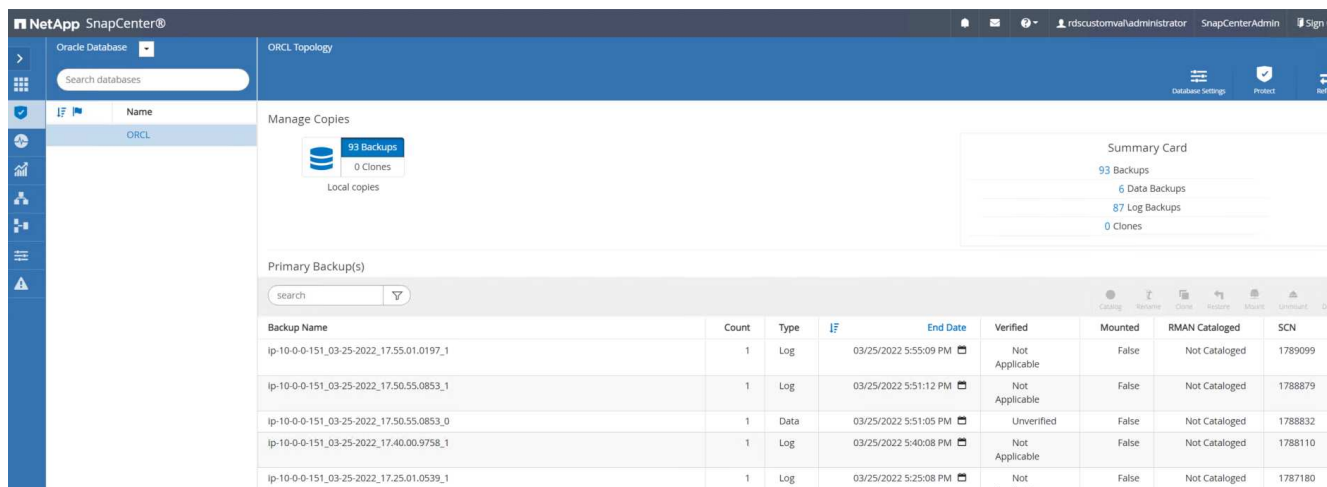 NetApp SnapCenter®
rdscustomval\administrator SnapCenterAdmin Sign
Oracle Database
ORCL Topology
Search databases
Database Settings Protect Ref
Name
ORCL
Manage Copies
93 Backups
0 Clones
Local copies
Summary Card
93 Backups
6 Data Backups
87 Log Backups
0 Clones
Primary Backup(s)
search
Catalog Rename Clone Restore Mount Unmount D
Backup Name Count Type End Date Verified Mounted RMAN Cataloged SCN
ip-10-0-0-151_03-25-2022_17.55.01.0197_1 1 Log 03/25/2022 5:55:09 PM Not Applicable False Not Cataloged 1789099
ip-10-0-0-151_03-25-2022_17.50.55.0853_1 1 Log 03/25/2022 5:51:12 PM Not Applicable False Not Cataloged 1788879
ip-10-0-0-151_03-25-2022_17.50.55.0853_0 1 Data 03/25/2022 5:51:05 PM Unverified False Not Cataloged 1788832
ip-10-0-0-151_03-25-2022_17.40.00.9758_1 1 Log 03/25/2022 5:40:08 PM Not Applicable False Not Cataloged 1788110
ip-10-0-0-151_03-25-2022_17.25.01.0539_1 1 Log 03/25/2022 5:25:08 PM Not False Not Cataloged 1787180